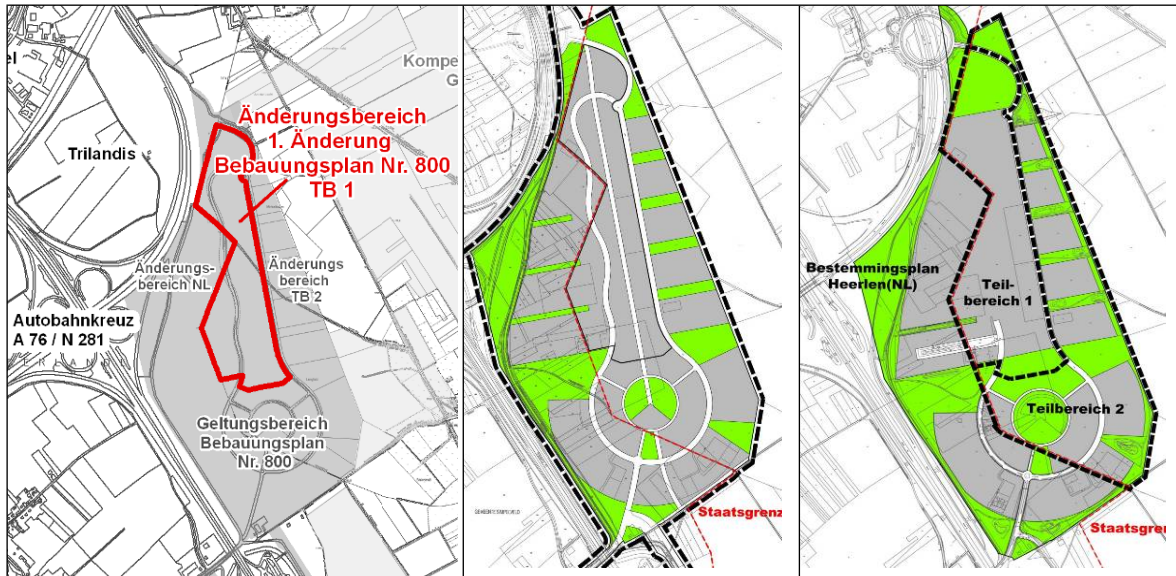 Kompe
G
Änderungsbereich
1. Änderung
Bebauungsplan Nr. 800
TB 1
Trilandis
Änderungs-
bereich NL
Änderungs
bereich
TB 2
Autobahnkreuz
A 76 / N 281
Geltungsbereich
Bebauungsplan
Nr. 800
Staatsgrenz
Bestemmingsplan
Heerlen(NL)
Teil-
bereich 1
Teilbereich 2
Staatsgren